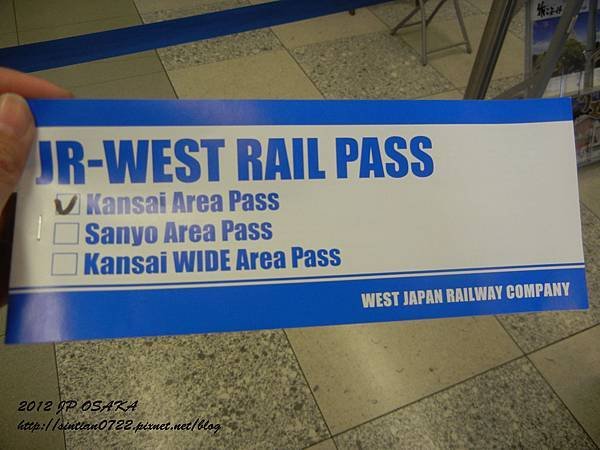 JR-WEST RAIL PASS
Kansai Area Pass
Sanyo Area Pass
Kansai WIDE Area Pass
WEST JAPAN RAILWAY COMPANY
2012 JP OSAKA
http://sintlan0722.pixnet.net/blog